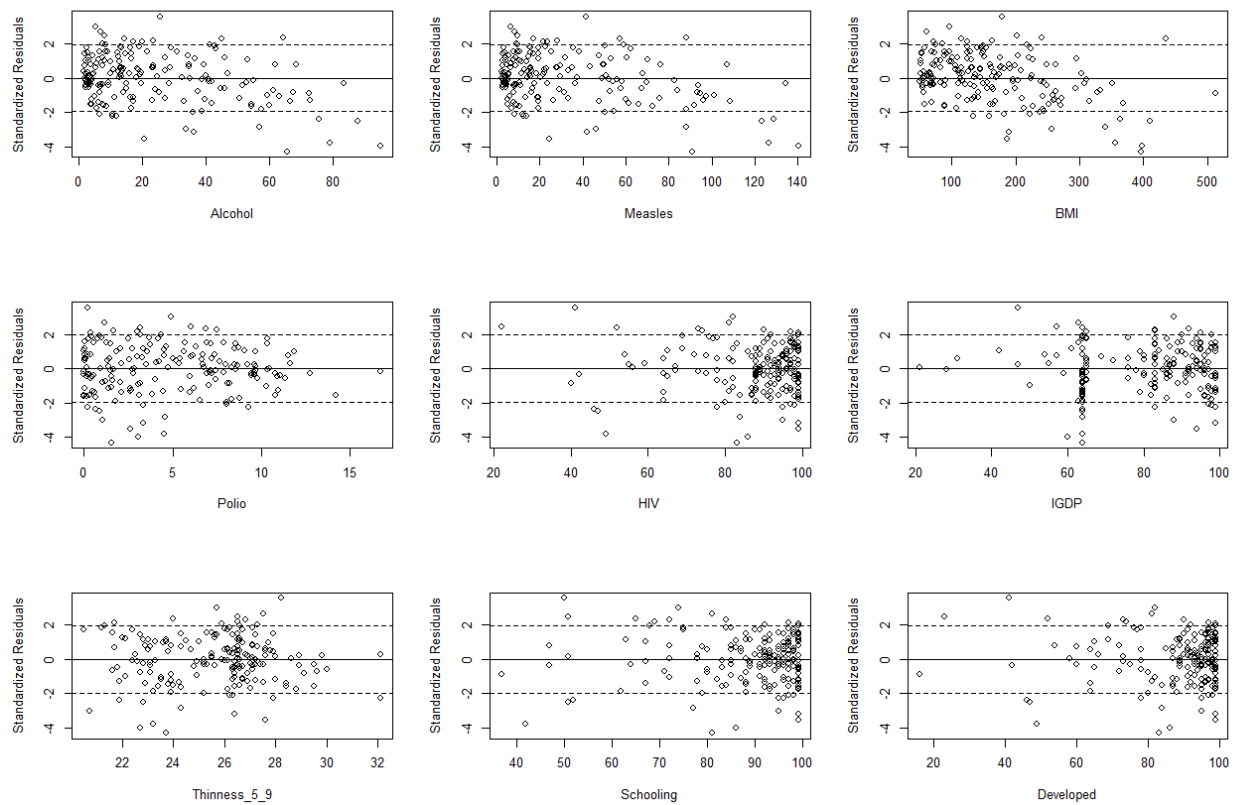 Standardized Residuals
2
0
-2
-4
0 20 40 60 80
Alcohol
Standardized Residuals
2
0
-2
-4
0 20 40 60 80 100 120 140
Measles
Standardized Residuals
2
0
-2
-4
100 200 300 400 500
BMI
Standardized Residuals
2
0
-2
-4
0 5 10 15
Polio
Standardized Residuals
2
0
-2
-4
20 40 60 80 100
HIV
Standardized Residuals
2
0
-2
-4
20 40 60 80 100
IGDP
Standardized Residuals
2
0
-2
-4
22 24 26 28 30 32
Thinness_5_9
Standardized Residuals
2
0
-2
-4
40 50 60 70 80 90 100
Schooling
Standardized Residuals
2
0
-2
-4
20 40 60 80 100
Developed